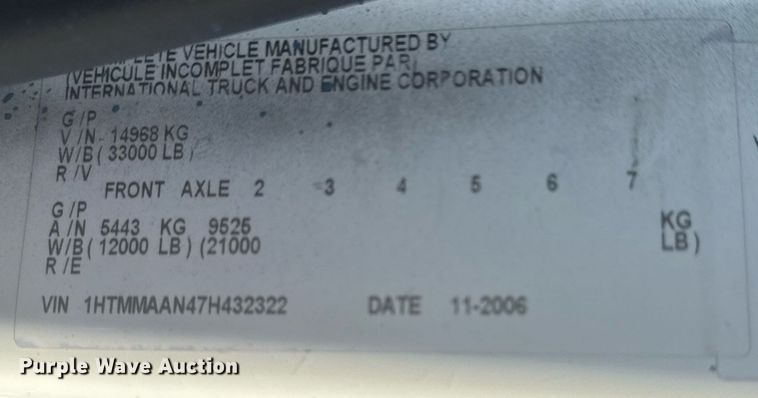 VEHICLE MANUFACTURED BY
(VEHICULE INCOMPLET FABRIQUE PAR)
INTERNATIONAL TRUCK AND ENGINE CORPORATION
G/P
V/N- 14968 KG
W/B( 33000 LB)
R/V
FRONT AXLE 2 3 4 5 6 7
G/P
A/N 5443 KG 9526 KG
W/B( 12000 LB ) (21000 LB )
R/E
VIN 1HTMMAAN47H432322 DATE 11-2006
Purple Wave Auction